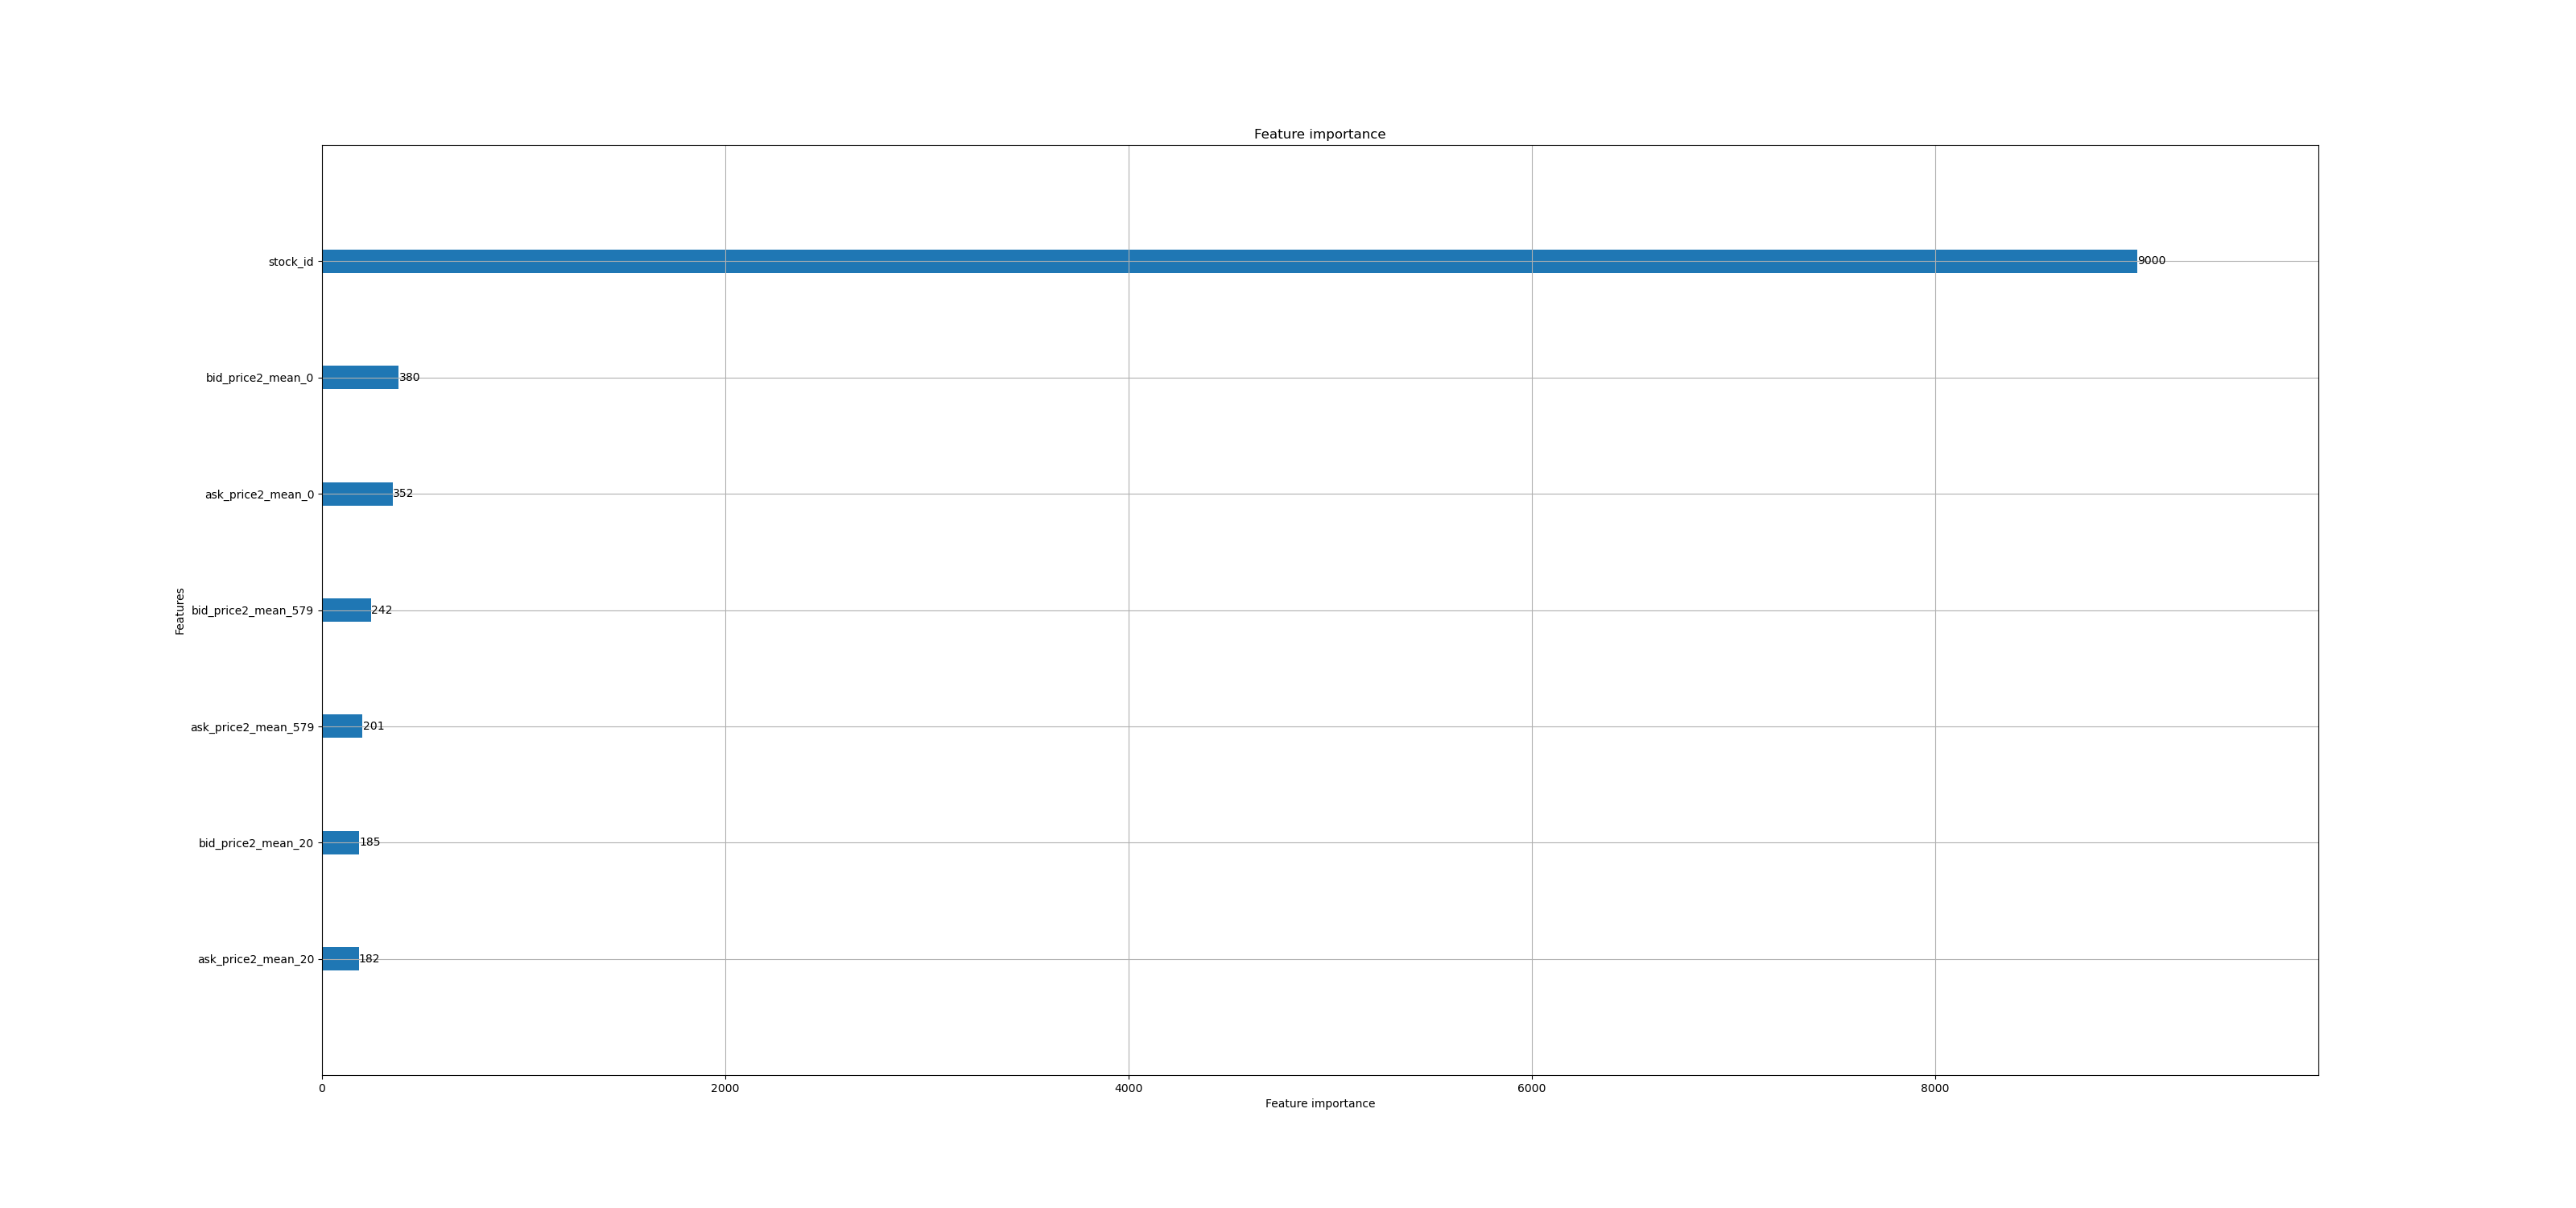 Feature importance
stock_id
9000
bid_price2_mean_0
380
ask_price2_mean_0
352
bid_price2_mean_579
242
Features
ask_price2_mean_579
201
bid_price2_mean_20
185
ask_price2_mean_20
182
0 2000 4000 6000 8000
Feature importance